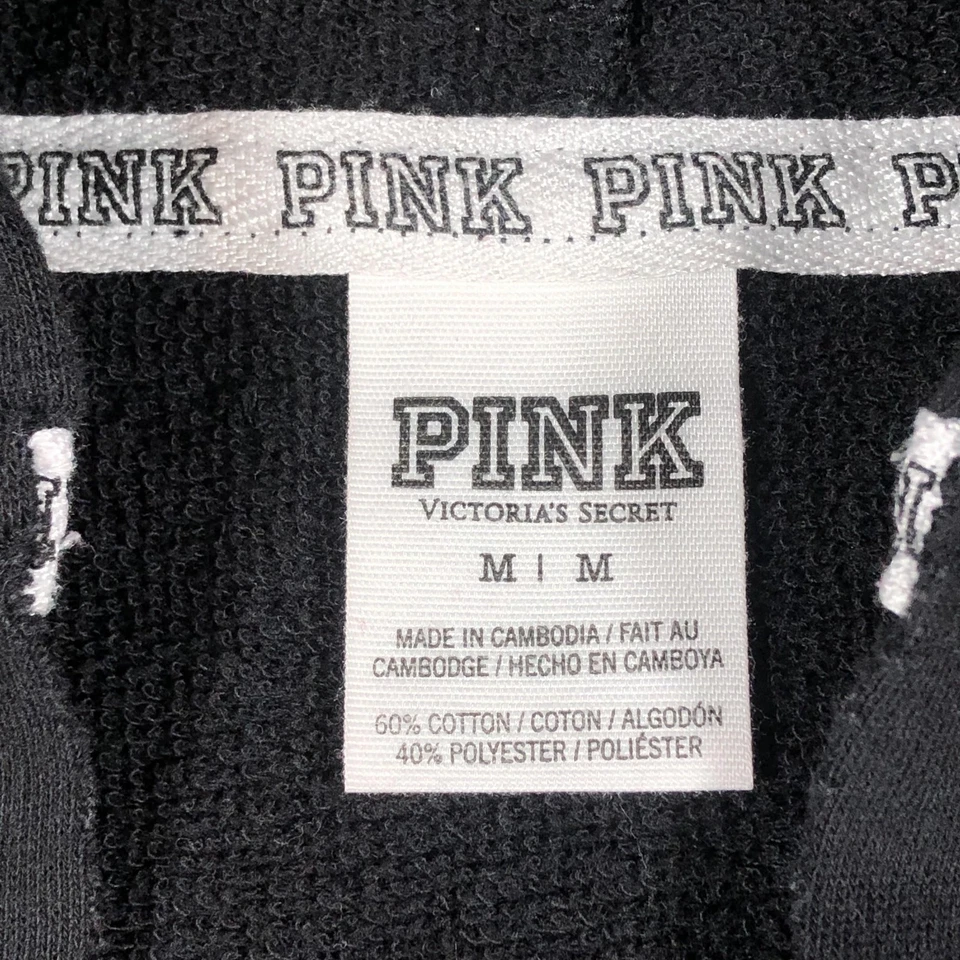 PINK PINK PINK P
PINK
VICTORIA'S SECRET
M | M
MADE IN CAMBODIA / FAIT AU
CAMBODGE / HECHO EN CAMBOYA
60% COTTON / COTON / ALGODÓN
40% POLYESTER / POLIÉSTER